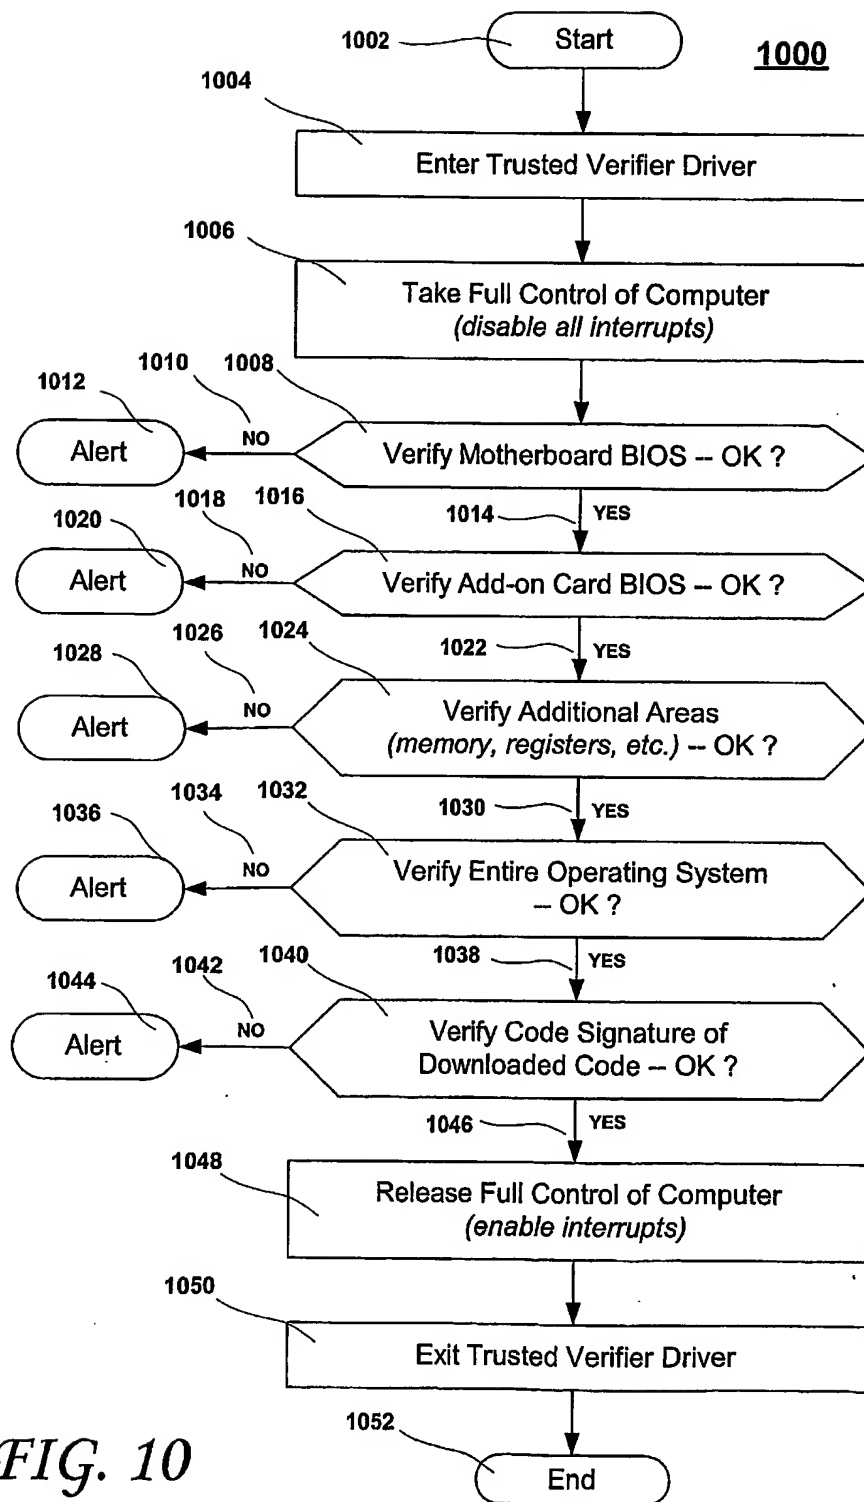 1002
Start
1000
1004
Enter Trusted Verifier Driver
1006
Take Full Control of Computer
(disable all interrupts)
1008
1010
1012
Alert
NO
Verify Motherboard BIOS -- OK ?
1014
YES
1016
1018
1020
Alert
NO
Verify Add-on Card BIOS -- OK ?
1022
YES
1024
1026
1028
Alert
NO
Verify Additional Areas
(memory, registers, etc.) -- OK ?
1030
YES
1032
1034
1036
Alert
NO
Verify Entire Operating System
-- OK ?
1038
YES
1040
1042
1044
Alert
NO
Verify Code Signature of
Downloaded Code -- OK ?
1046
YES
1048
Release Full Control of Computer
(enable interrupts)
1050
Exit Trusted Verifier Driver
1052
End
FIG. 10